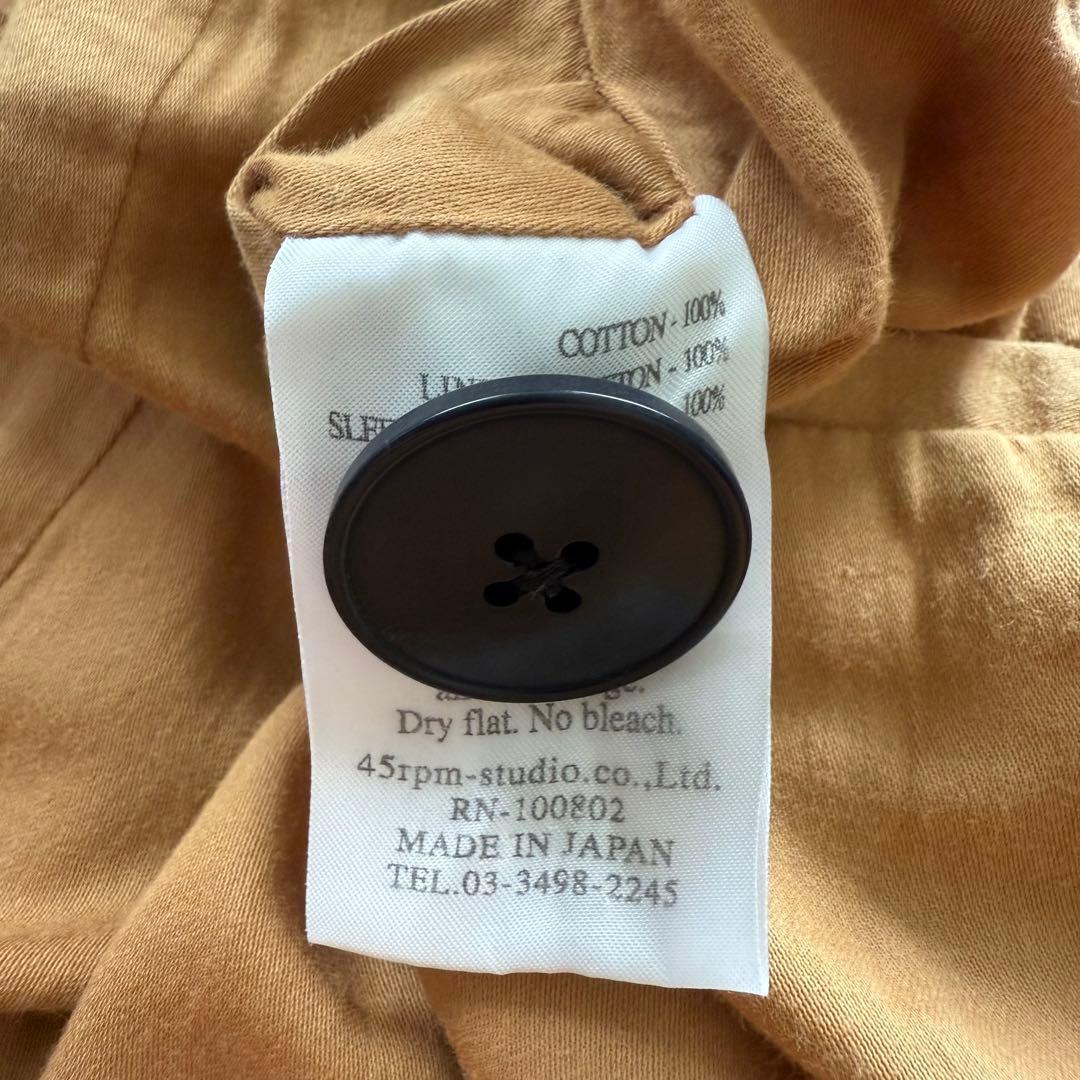 COTTON - 100%
- 100%
100%
Dry flat. No bleach.
45rpm-studio.co.,Ltd.
RN-100802
MADE IN JAPAN
TEL.03-3498-2245